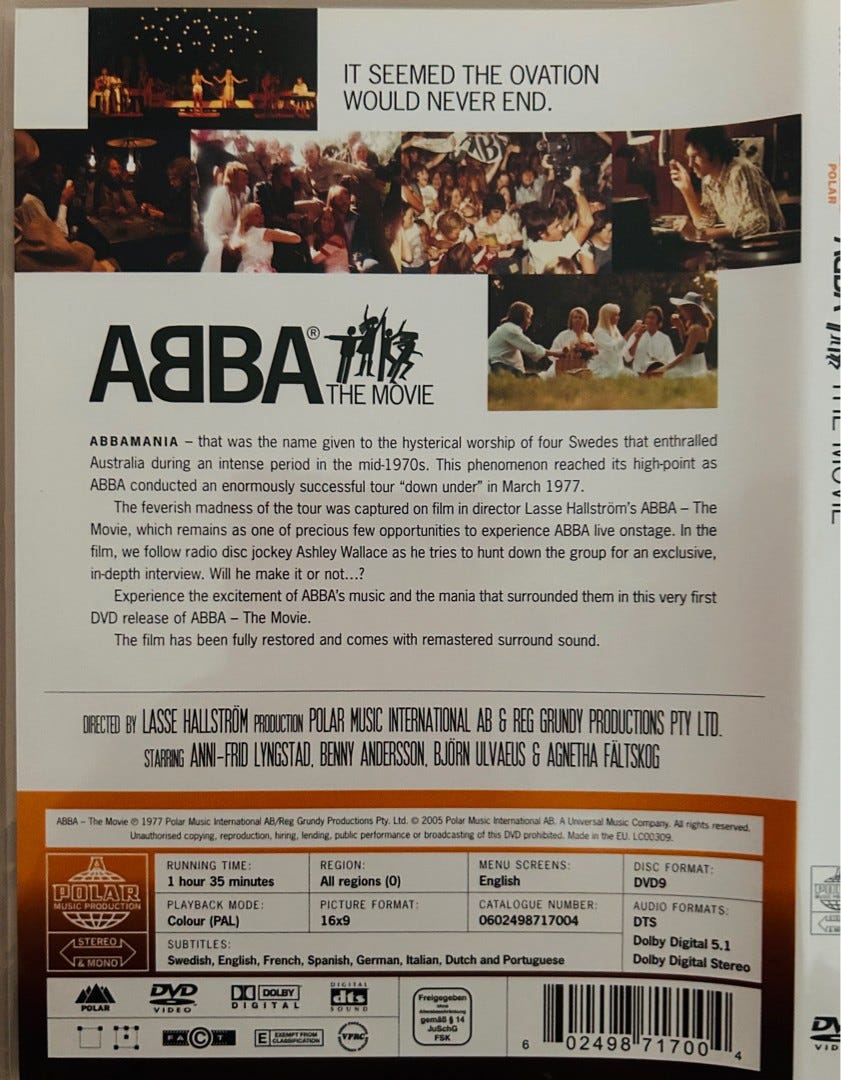 IT SEEMED THE OVATION
WOULD NEVER END.
ABBA
ABBA®
THE MOVIE
ABBAMANIA – that was the name given to the hysterical worship of four Swedes that enthralled
Australia during an intense period in the mid-1970s. This phenomenon reached its high-point as
ABBA conducted an enormously successful tour “down under” in March 1977.
The feverish madness of the tour was captured on film in director Lasse Hallström’s ABBA – The
Movie, which remains as one of precious few opportunities to experience ABBA live onstage. In the
film, we follow radio disc jockey Ashley Wallace as he tries to hunt down the group for an exclusive,
in-depth interview. Will he make it or not...?
Experience the excitement of ABBA’s music and the mania that surrounded them in this very first
DVD release of ABBA – The Movie.
The film has been fully restored and comes with remastered surround sound.
DIRECTED BY LASSE HALLSTRÖM PRODUCTION POLAR MUSIC INTERNATIONAL AB & REG GRUNDY PRODUCTIONS PTY LTD.
STARRING ANNI-FRID LYNGSTAD, BENNY ANDERSSON, BJÖRN ULVAEUS & AGNETHA FÄLTSKOG
ABBA – The Movie ℗ 1977 Polar Music International AB/Reg Grundy Productions Pty. Ltd. © 2005 Polar Music International AB. A Universal Music Company. All rights reserved.
Unauthorised copying, reproduction, hiring, lending, public performance or broadcasting of this DVD prohibited. Made in the EU. LC00309.
POLAR
MUSIC PRODUCTION
STEREO
& MONO
RUNNING TIME:
1 hour 35 minutes
REGION:
All regions (0)
MENU SCREENS:
English
DISC FORMAT:
DVD9
PLAYBACK MODE:
Colour (PAL)
PICTURE FORMAT:
16x9
CATALOGUE NUMBER:
0602498717004
AUDIO FORMATS:
DTS
Dolby Digital 5.1
Dolby Digital Stereo
SUBTITLES:
Swedish, English, French, Spanish, German, Italian, Dutch and Portuguese
POLAR
DVD
VIDEO
DOLBY
DIGITAL
DIGITAL
dts
SOUND
FACT
E EXEMPT FROM
CLASSIFICATION
VPRC
Freigegeben
ohne
Altersbeschränkung
gemäß § 14
JuSchG
FSK
6 02498 71700 4
POLAR
ABBA THE MOVIE